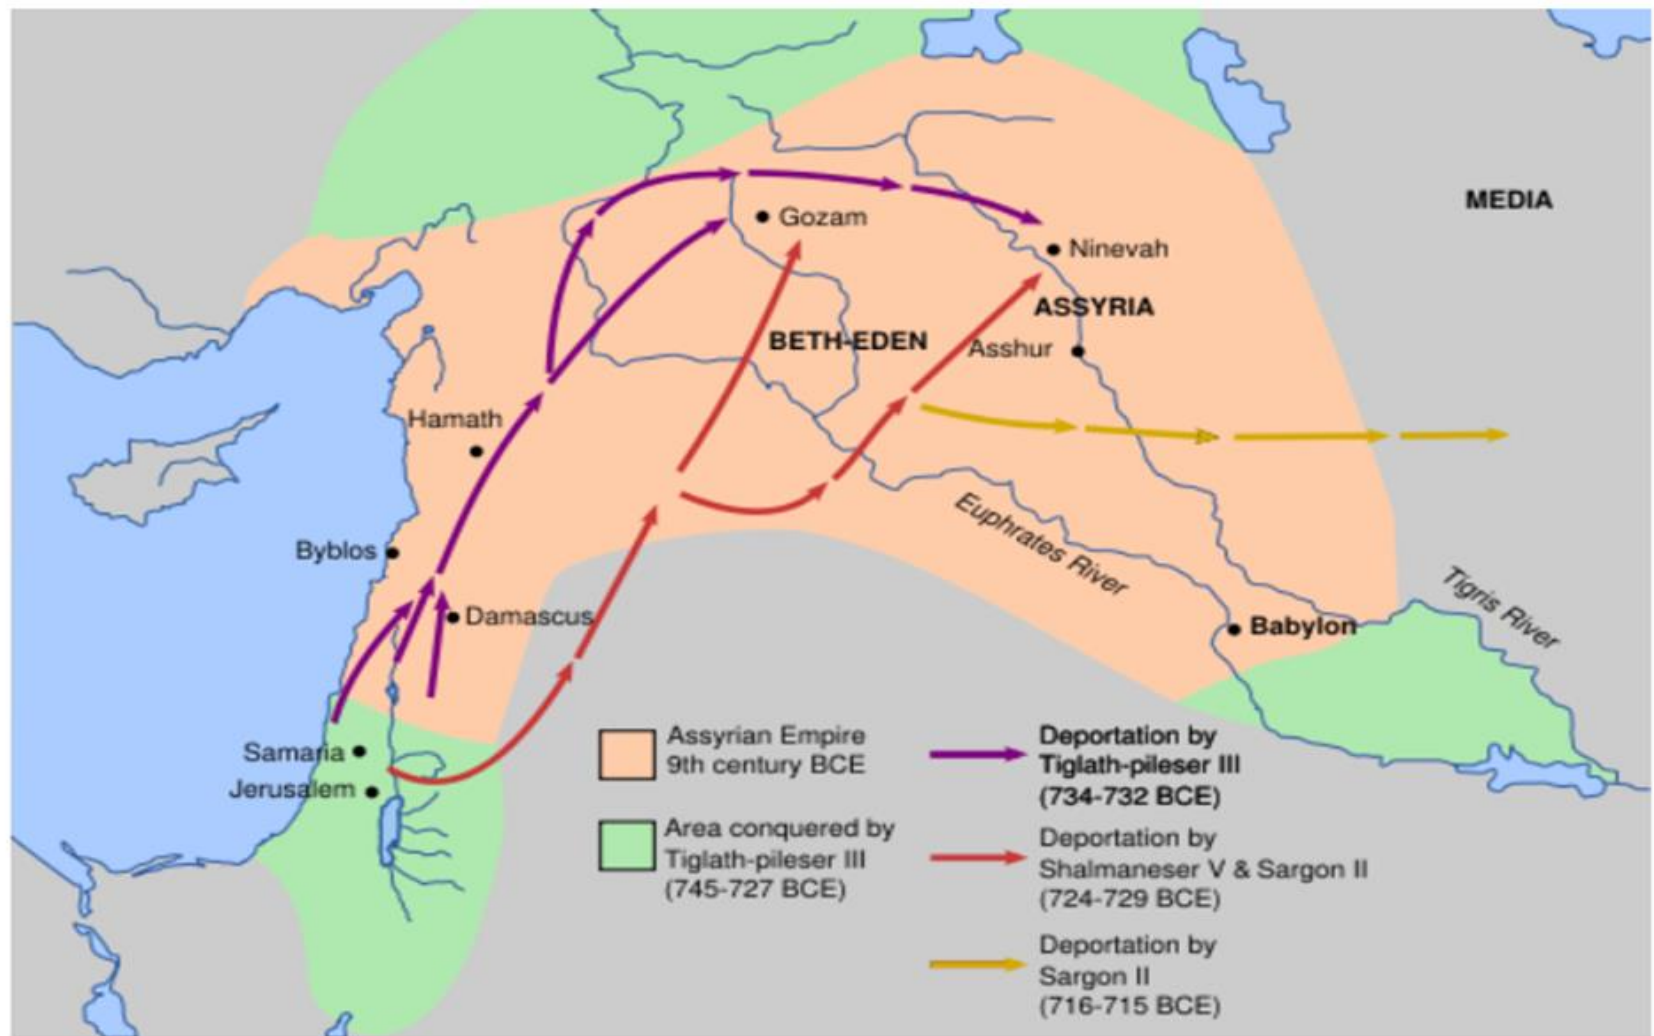 MEDIA
Gozam
Ninevah
ASSYRIA
BETH-EDEN
Asshur
Hamath
Euphrates River
Byblos
Tigris River
Damascus
Babylon
Samaria
Jerusalem
Assyrian Empire
9th century BCE
Area conquered by
Tiglath-pileser III
(745-727 BCE)
Deportation by
Tiglath-pileser III
(734-732 BCE)
Deportation by
Shalmaneser V & Sargon II
(724-729 BCE)
Deportation by
Sargon II
(716-715 BCE)